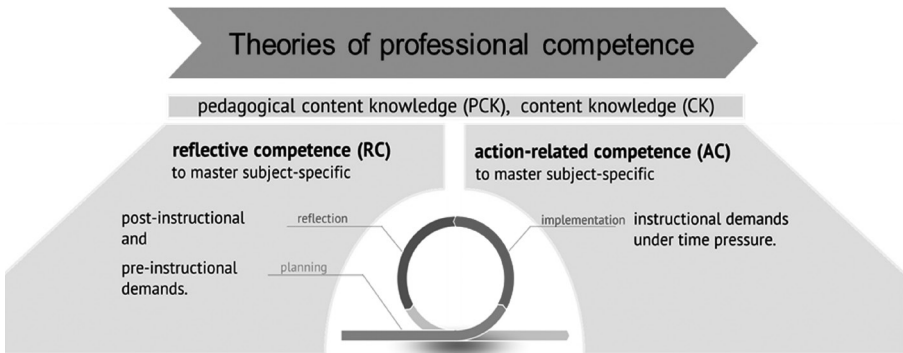 Theories of professional competence
pedagogical content knowledge (PCK), content knowledge (CK)
reflective competence (RC)
to master subject-specific
post-instructional
and
pre-instructional
demands.
reflection
planning
action-related competence (AC)
to master subject-specific
implementation
instructional demands
under time pressure.